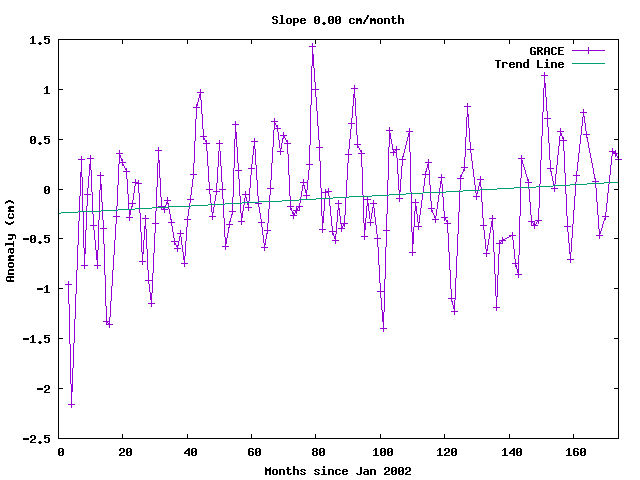 Slope 0.00 cm/month
1.5
GRACE
Trend Line
1
0.5
0
-0.5
-1
-1.5
-2
-2.5
Anomaly (cm)
0 20 40 60 80 100 120 140 160
Months since Jan 2002